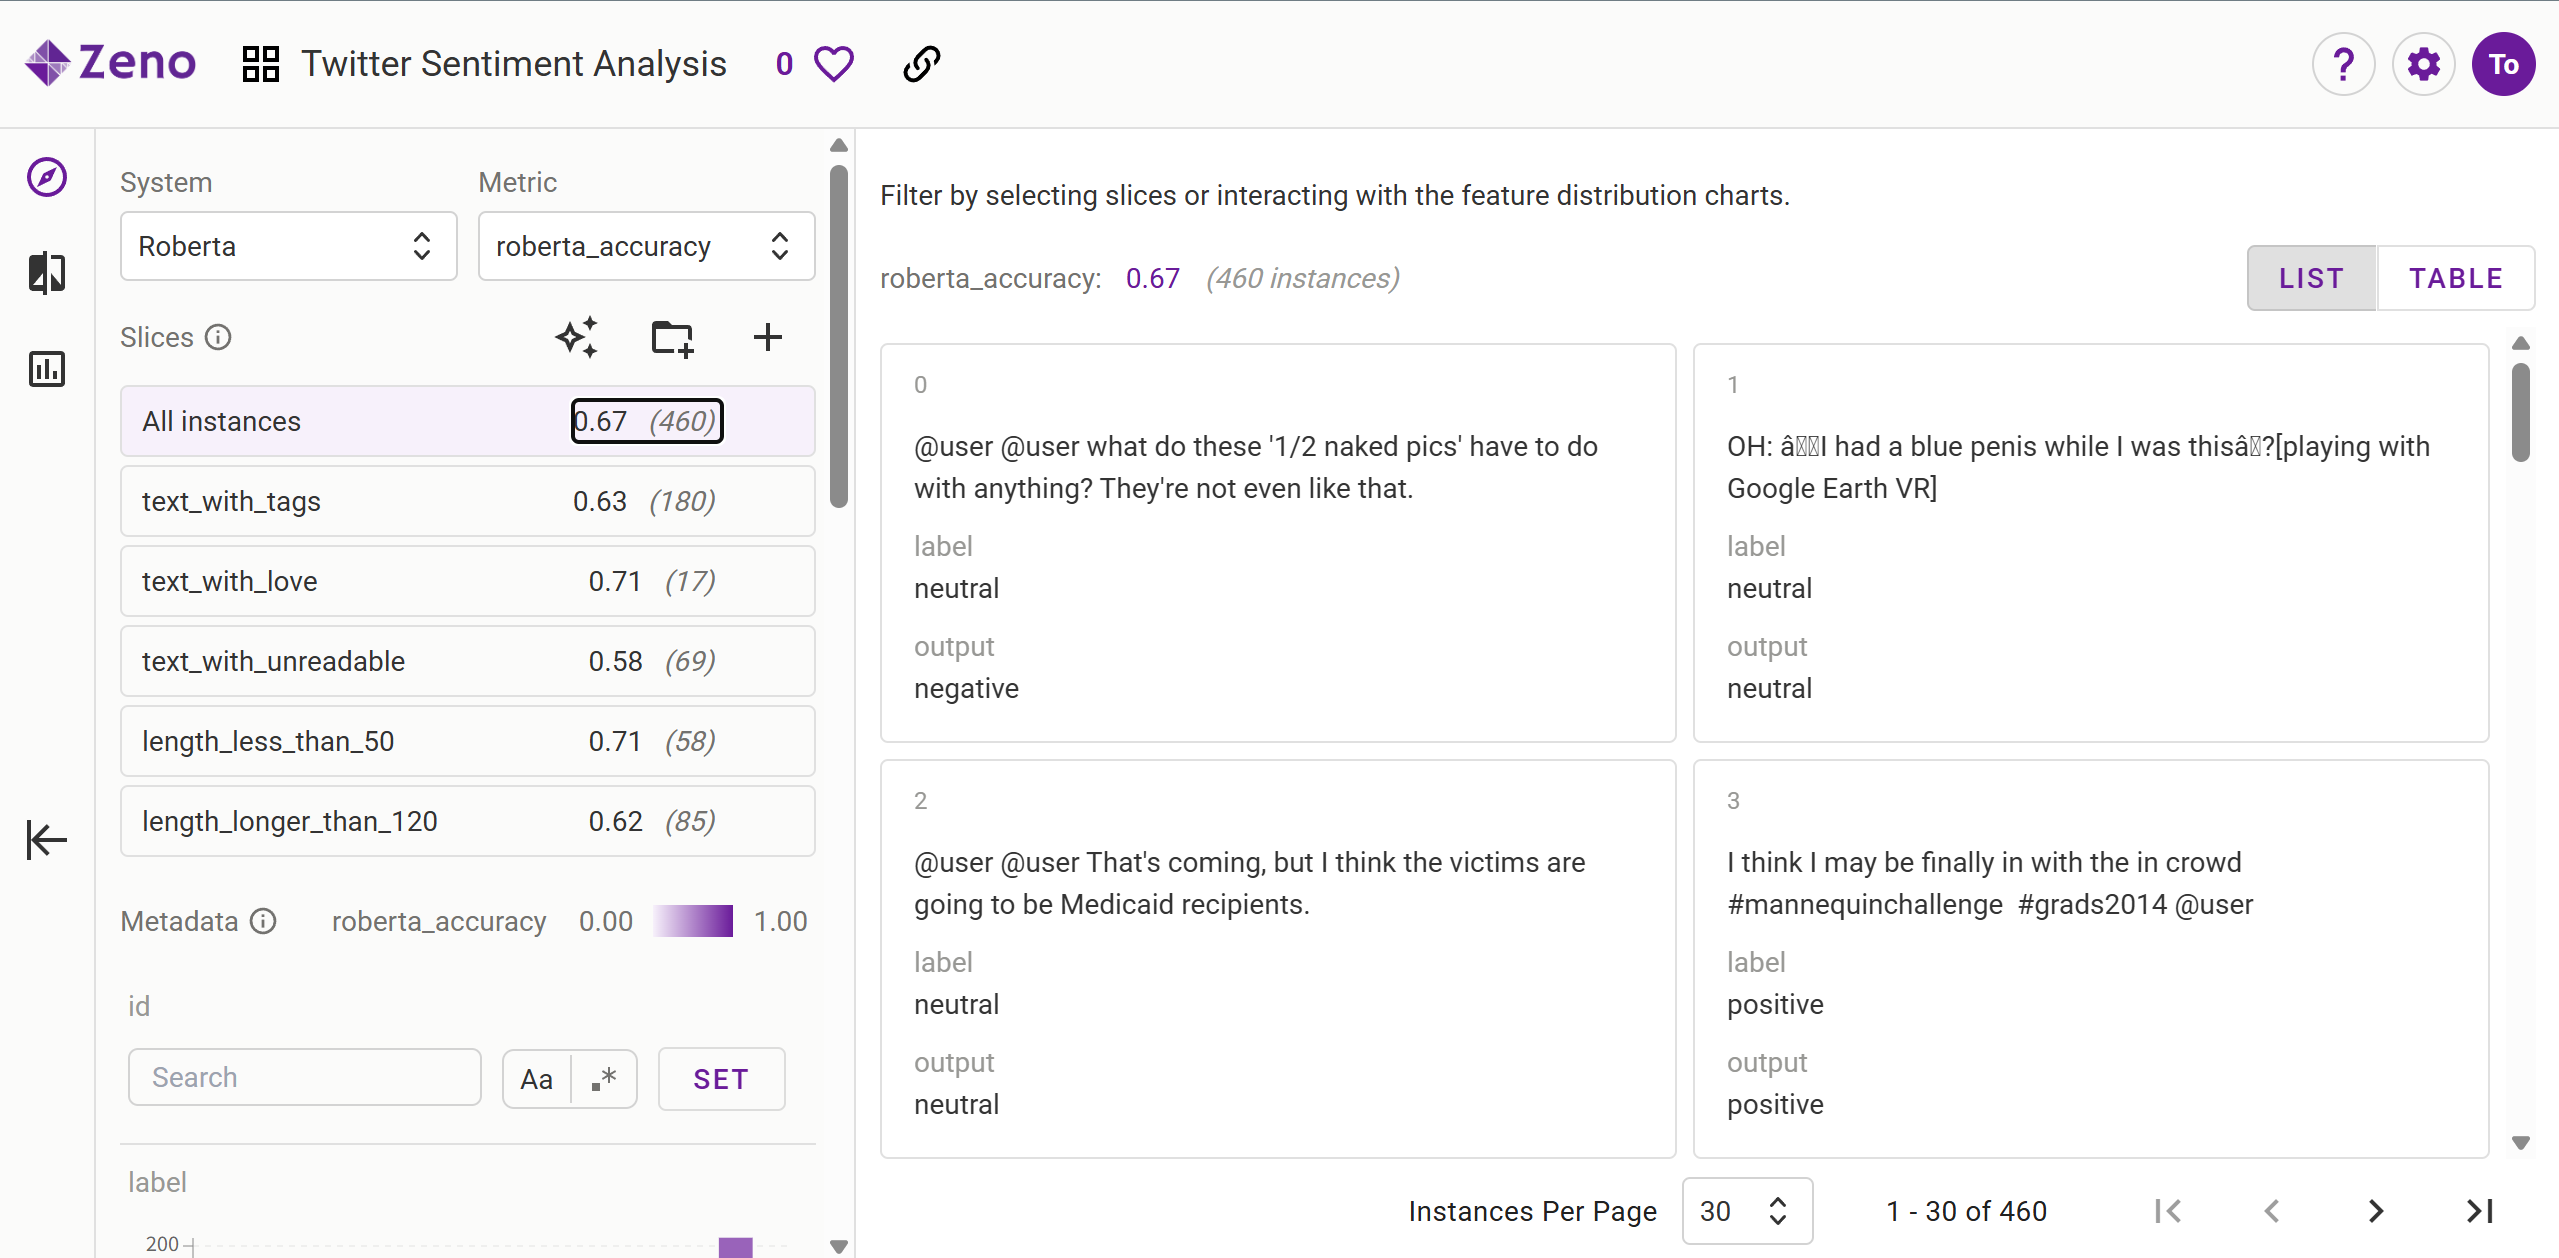 Zeno
Twitter Sentiment Analysis
0
?
To
System
Metric
Roberta
roberta_accuracy
Slices
All instances 0.67 (460)
text_with_tags 0.63 (180)
text_with_love 0.71 (17)
text_with_unreadable 0.58 (69)
length_less_than_50 0.71 (58)
length_longer_than_120 0.62 (85)
Metadata roberta_accuracy 0.00 1.00
id
Search Aa .* SET
label
200
Filter by selecting slices or interacting with the feature distribution charts.
roberta_accuracy: 0.67 (460 instances)
LIST TABLE
0
@user @user what do these '1/2 naked pics' have to do
with anything? They're not even like that.
label
neutral
output
negative
1
OH: âI had a blue penis while I was thisâ?[playing with
Google Earth VR]
label
neutral
output
neutral
2
@user @user That's coming, but I think the victims are
going to be Medicaid recipients.
label
neutral
output
neutral
3
I think I may be finally in with the in crowd
#mannequinchallenge #grads2014 @user
label
positive
output
positive
Instances Per Page 30 1 - 30 of 460